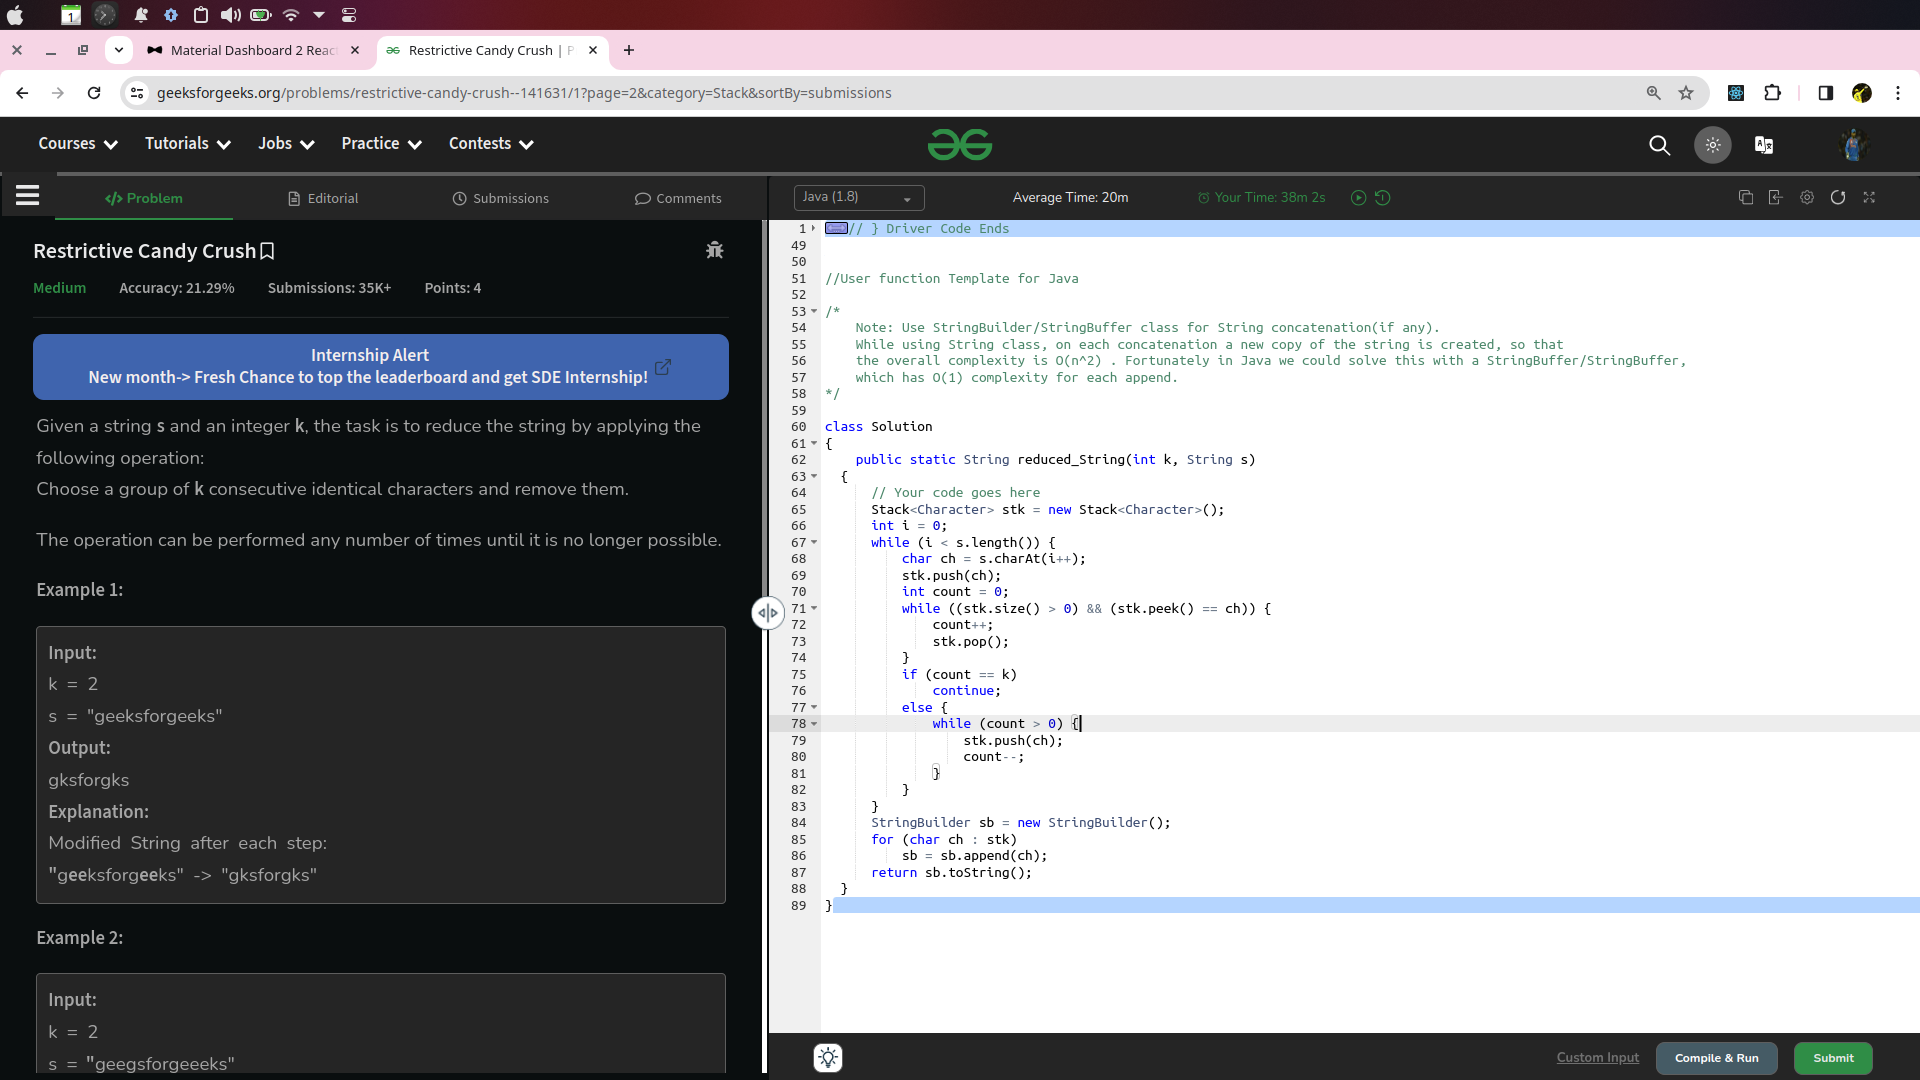 1
Material Dashboard 2 Reac
Restrictive Candy Crush | P
geeksforgeeks.org/problems/restrictive-candy-crush--141631/1?page=2&category=Stack&sortBy=submissions
Courses
Tutorials
Jobs
Practice
Contests
</> Problem
Editorial
Submissions
Comments
Java (1.8)
Average Time: 20m
Your Time: 38m 2s
Restrictive Candy Crush
Medium Accuracy: 21.29% Submissions: 35K+ Points: 4
Internship Alert
New month-> Fresh Chance to top the leaderboard and get SDE Internship!
Given a string s and an integer k, the task is to reduce the string by applying the
following operation:
Choose a group of k consecutive identical characters and remove them.
The operation can be performed any number of times until it is no longer possible.
Example 1:
Input:
k = 2
s = "geeksforgeeks"
Output:
gksforgks
Explanation:
Modified String after each step:
"geeksforgeeks" -> "gksforgks"
Example 2:
Input:
k = 2
s = "geegsforgeeeks"
1 // } Driver Code Ends
49
50
51 //User function Template for Java
52
53 /*
54 Note: Use StringBuilder/StringBuffer class for String concatenation(if any).
55 While using String class, on each concatenation a new copy of the string is created, so that
56 the overall complexity is O(n^2) . Fortunately in Java we could solve this with a StringBuffer/StringBuffer,
57 which has O(1) complexity for each append.
58 */
59
60 class Solution
61 {
62 public static String reduced_String(int k, String s)
63 {
64 // Your code goes here
65 Stack<Character> stk = new Stack<Character>();
66 int i = 0;
67 while (i < s.length()) {
68 char ch = s.charAt(i++);
69 stk.push(ch);
70 int count = 0;
71 while ((stk.size() > 0) && (stk.peek() == ch)) {
72 count++;
73 stk.pop();
74 }
75 if (count == k)
76 continue;
77 else {
78 while (count > 0) {
79 stk.push(ch);
80 count--;
81 }
82 }
83 }
84 StringBuilder sb = new StringBuilder();
85 for (char ch : stk)
86 sb = sb.append(ch);
87 return sb.toString();
88 }
89 }
Custom Input
Compile & Run
Submit